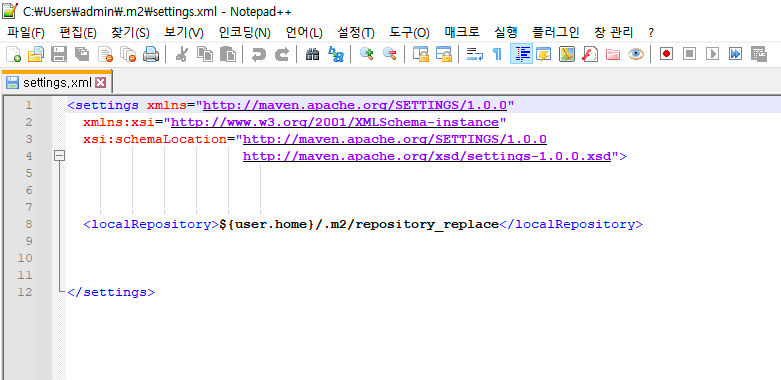 C:₩Users₩admin₩.m2₩settings.xml - Notepad++
파일(F) 편집(E) 찾기(S) 보기(V) 인코딩(N) 언어(L) 설정(T) 도구(O) 매크로 실행 플러그인 창 관리 ?
settings.xml
1 <settings xmlns="http://maven.apache.org/SETTINGS/1.0.0"
2 xmlns:xsi="http://www.w3.org/2001/XMLSchema-instance"
3 xsi:schemaLocation="http://maven.apache.org/SETTINGS/1.0.0
4 http://maven.apache.org/xsd/settings-1.0.0.xsd">
5
6
7
8 <localRepository>${user.home}/.m2/repository_replace</localRepository>
9
10
11
12 </settings>